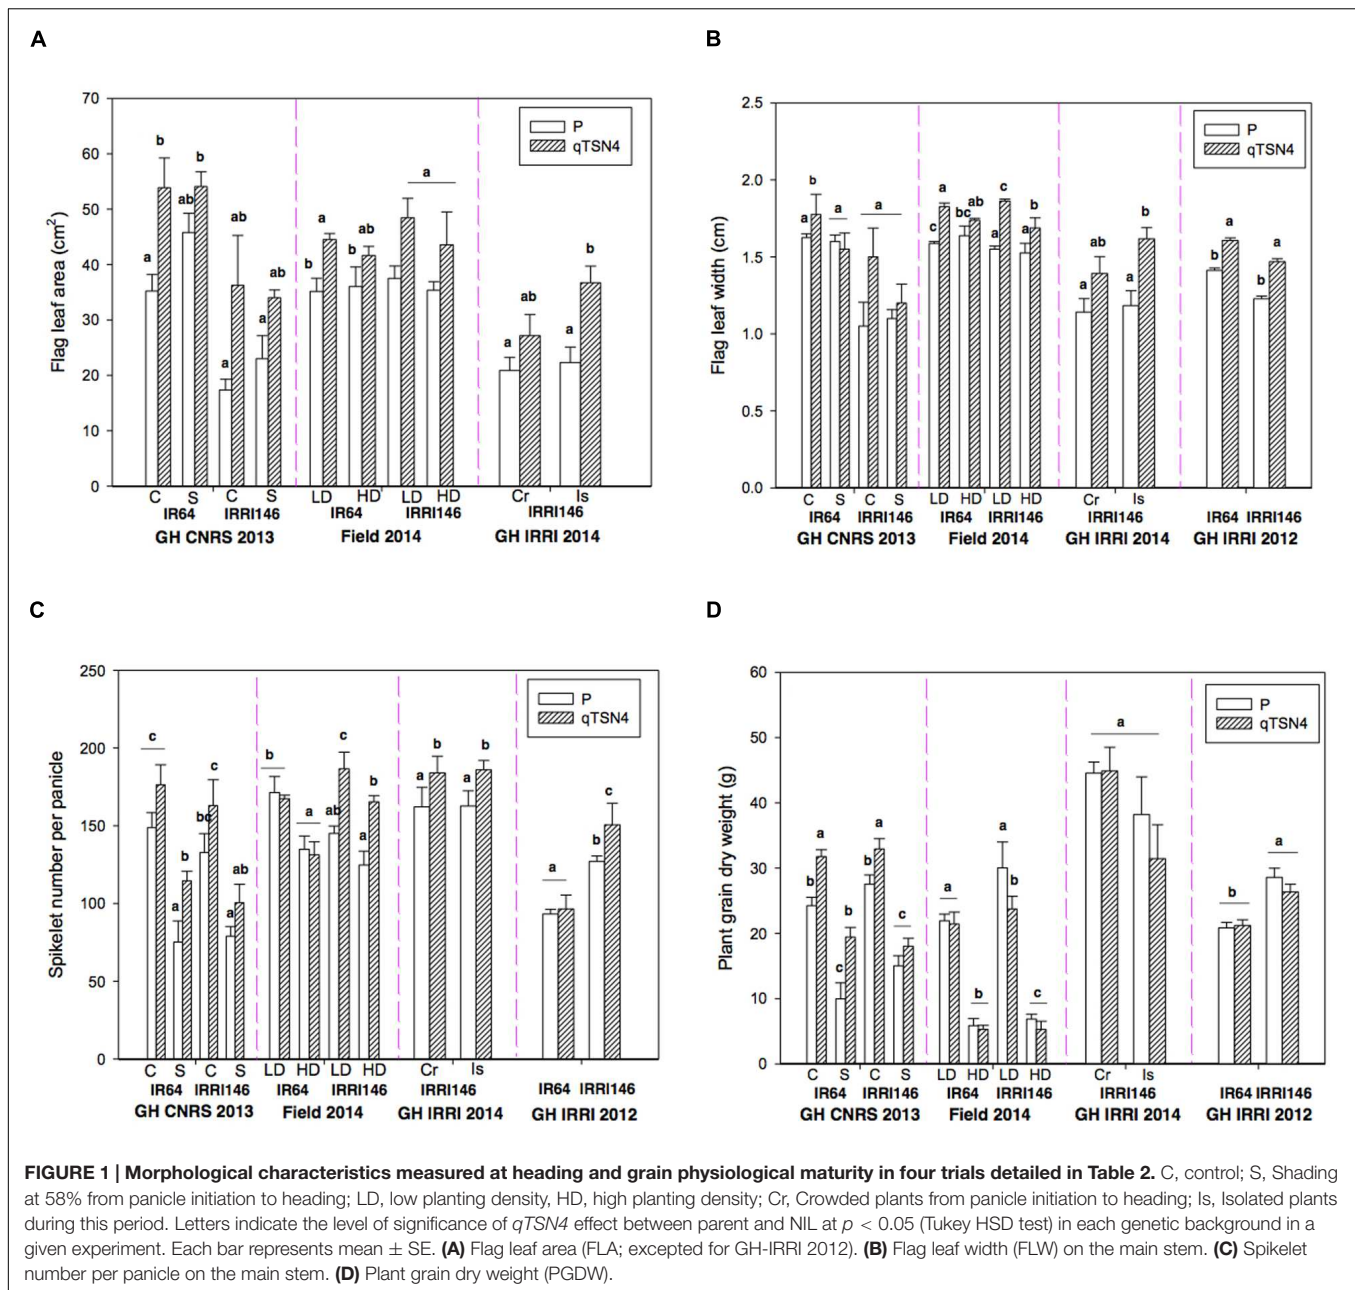 A
70
60
50
40
30
20
10
0
Flag leaf area (cm²)
P
qTSN4
a b ab b a ab a ab
b a b ab a
a ab a b
C S C S LD HD LD HD Cr Is
IR64 IRRI146 IR64 IRRI146 IRRI146
GH CNRS 2013 Field 2014 GH IRRI 2014
B
2.5
2.0
1.5
1.0
0.5
0.0
Flag leaf width (cm)
P
qTSN4
a b a a
c a bc ab a c a b
a ab a b
b a b a
C S C S LD HD LD HD Cr Is
IR64 IRRI146 IR64 IRRI146 IRRI146 IR64 IRRI146
GH CNRS 2013 Field 2014 GH IRRI 2014 GH IRRI 2012
C
250
200
150
100
50
0
Spikelet number per panicle
P
qTSN4
c a b bc c a ab
b a ab c a b
a b a b
a b c
C S C S LD HD LD HD Cr Is
IR64 IRRI146 IR64 IRRI146 IRRI146 IR64 IRRI146
GH CNRS 2013 Field 2014 GH IRRI 2014 GH IRRI 2012
D
60
50
40
30
20
10
0
Plant grain dry weight (g)
P
qTSN4
b a c b b a c
a b a b c
a
b a
C S C S LD HD LD HD Cr Is
IR64 IRRI146 IR64 IRRI146 IRRI146 IR64 IRRI146
GH CNRS 2013 Field 2014 GH IRRI 2014 GH IRRI 2012
FIGURE 1 | Morphological characteristics measured at heading and grain physiological maturity in four trials detailed in Table 2. C, control; S, Shading
at 58% from panicle initiation to heading; LD, low planting density, HD, high planting density; Cr, Crowded plants from panicle initiation to heading; Is, Isolated plants
during this period. Letters indicate the level of significance of qTSN4 effect between parent and NIL at p < 0.05 (Tukey HSD test) in each genetic background in a
given experiment. Each bar represents mean ± SE. (A) Flag leaf area (FLA; excepted for GH-IRRI 2012). (B) Flag leaf width (FLW) on the main stem. (C) Spikelet
number per panicle on the main stem. (D) Plant grain dry weight (PGDW).